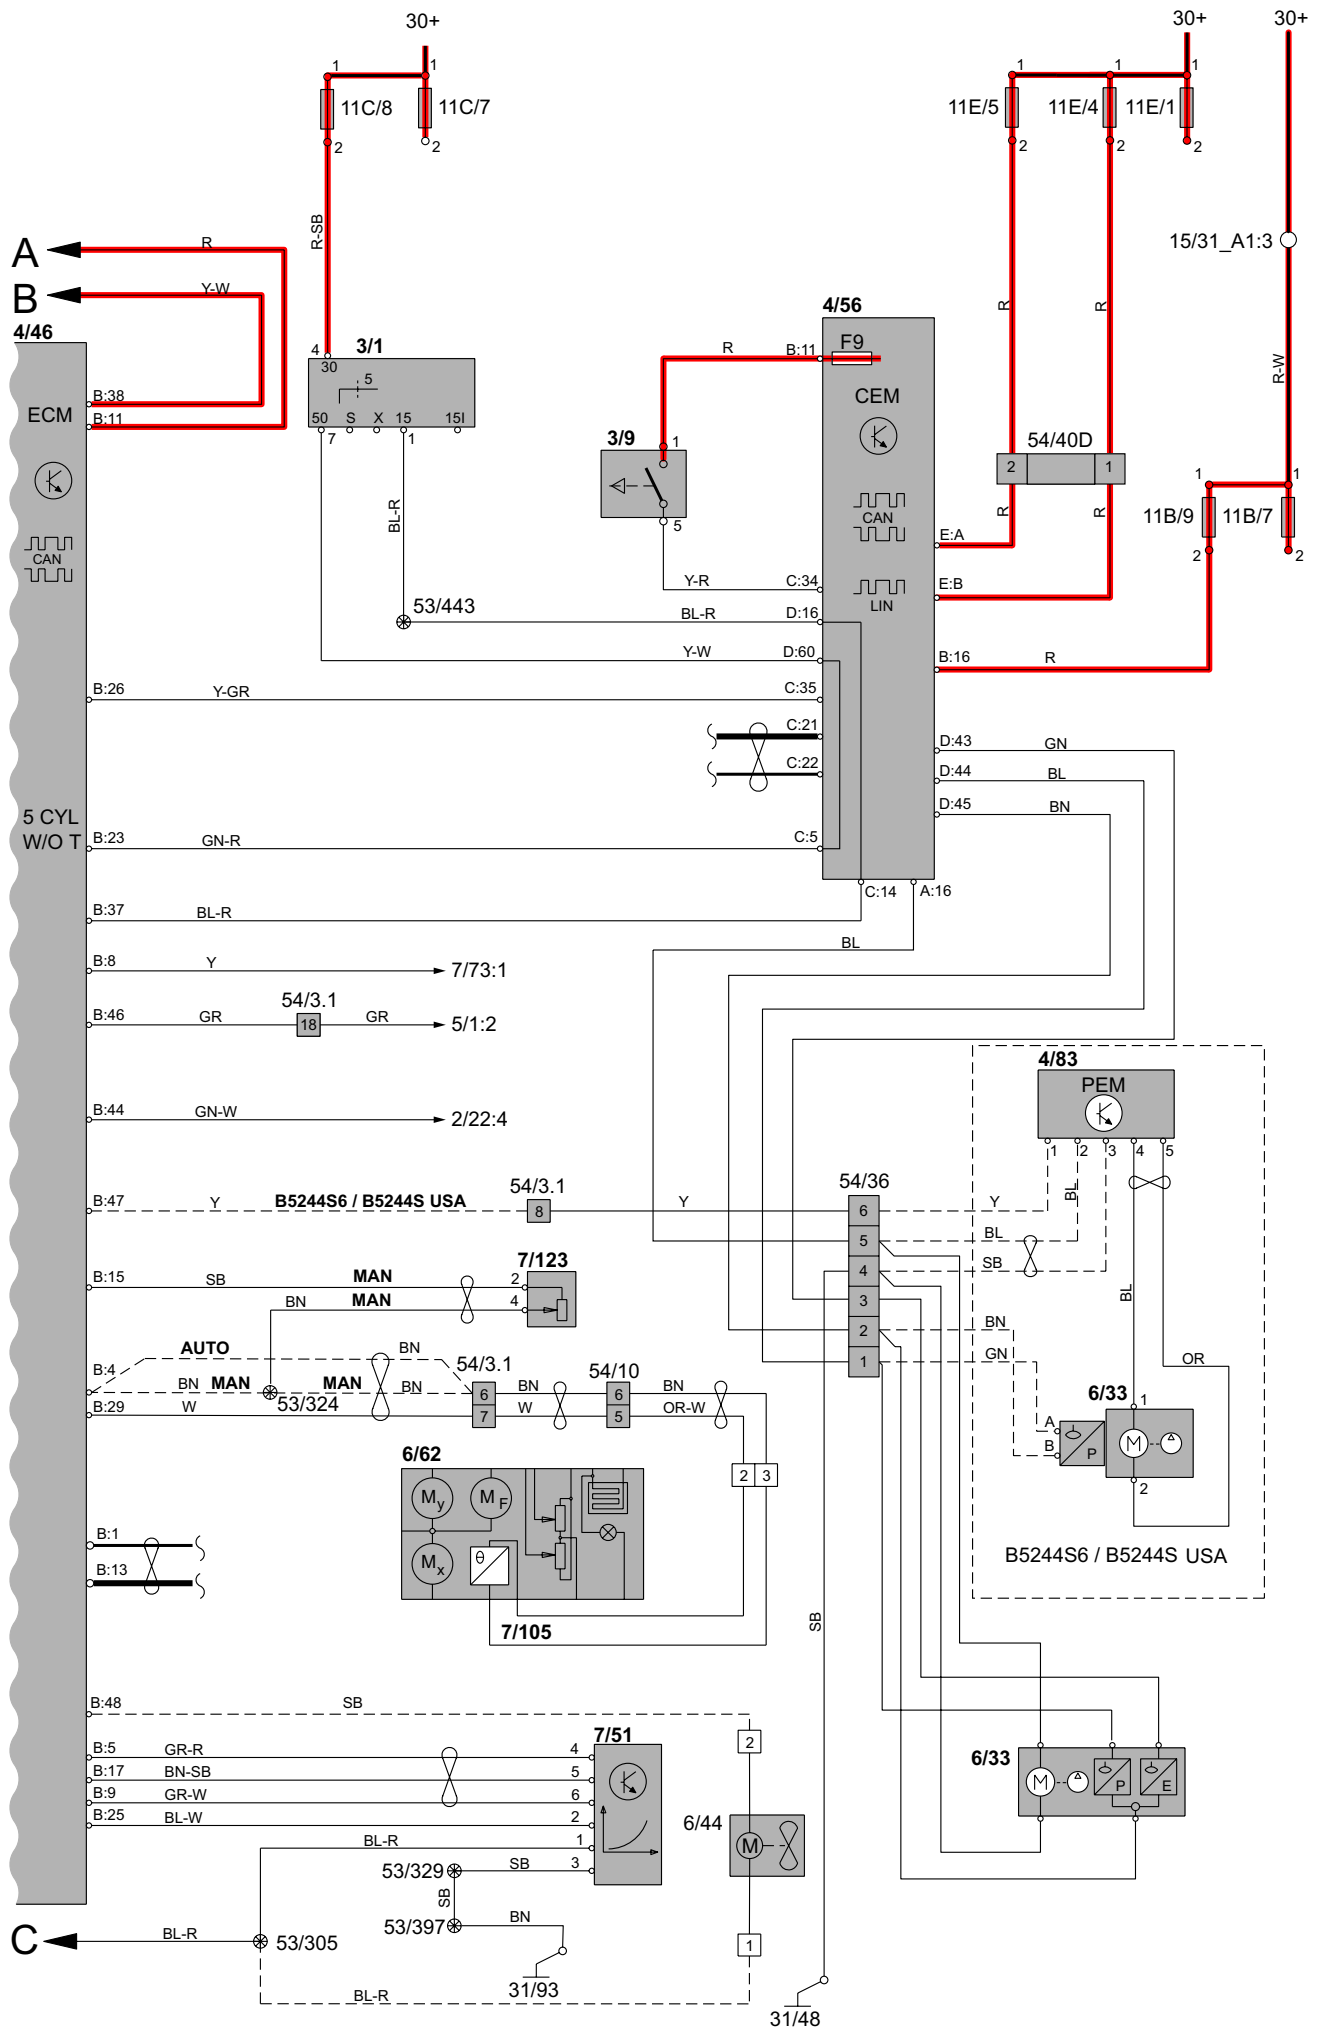 30+
30+
30+
1
1
11C/8
11C/7
2
2
1
1
1
11E/5
11E/4
11E/1
2
2
2
R-SB
15/31_A1:3
A
R
B
Y-W
4/46
4
3/1
30
5
50
S
X
15
15I
7
1
4/56
F9
B:11
R
CEM
CAN
LIN
R
R
R-W
B:38
ECM
B:11
CAN
3/9
1
5
54/40D
2
1
R
R
1
1
11B/9
11B/7
2
2
BL-R
E:A
E:B
Y-R
C:34
53/443
BL-R
D:16
Y-W
D:60
B:16
R
B:26
Y-GR
C:35
C:21
C:22
D:43
GN
D:44
BL
D:45
BN
5 CYL
W/O T
B:23
GN-R
C:5
C:14
A:16
B:37
BL-R
BL
B:8
Y
7/73:1
54/3.1
B:46
GR
18
GR
5/1:2
4/83
PEM
B:44
GN-W
2/22:4
1
2
3
4
5
B:47
Y
B5244S6 / B5244S USA
54/3.1
8
Y
54/36
6
5
4
3
2
1
Y
BL
BL
SB
BN
GN
BL
OR
7/123
B:15
SB
MAN
2
BN
MAN
4
AUTO
BN
B:4
BN
MAN
MAN
BN
54/3.1
6
BN
54/10
6
BN
53/324
B:29
W
7
W
5
OR-W
6/33
1
A
B
P
M
2
6/62
2
3
My
MF
Mx
θ
7/105
B:1
B:13
B5244S6 / B5244S USA
SB
B:48
SB
7/51
2
B:5
GR-R
4
B:17
BN-SB
5
B:9
GR-W
6
B:25
BL-W
2
BL-R
1
6/44
M
53/329
SB
3
SB
53/397
BN
6/33
M
P
E
C
BL-R
53/305
1
31/93
BL-R
31/48